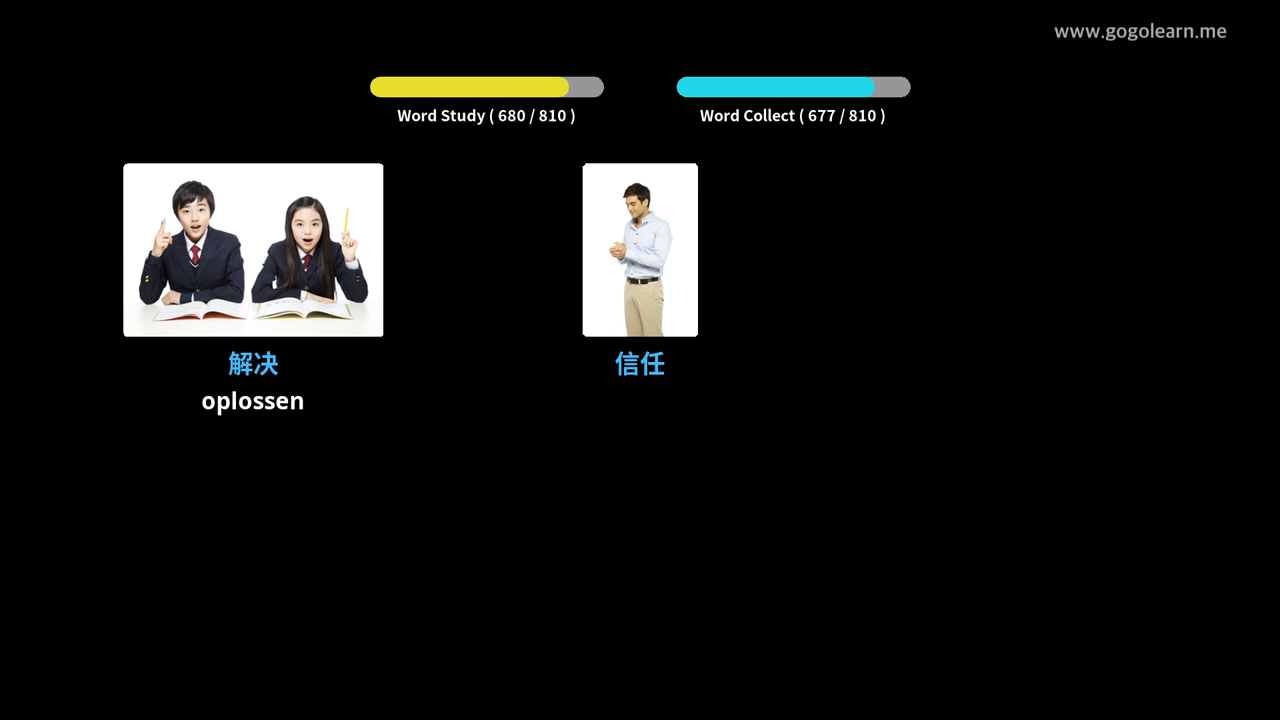 www.gogolearn.me
Word Study ( 680 / 810 )
Word Collect ( 677 / 810 )
解决
oplossen
信任